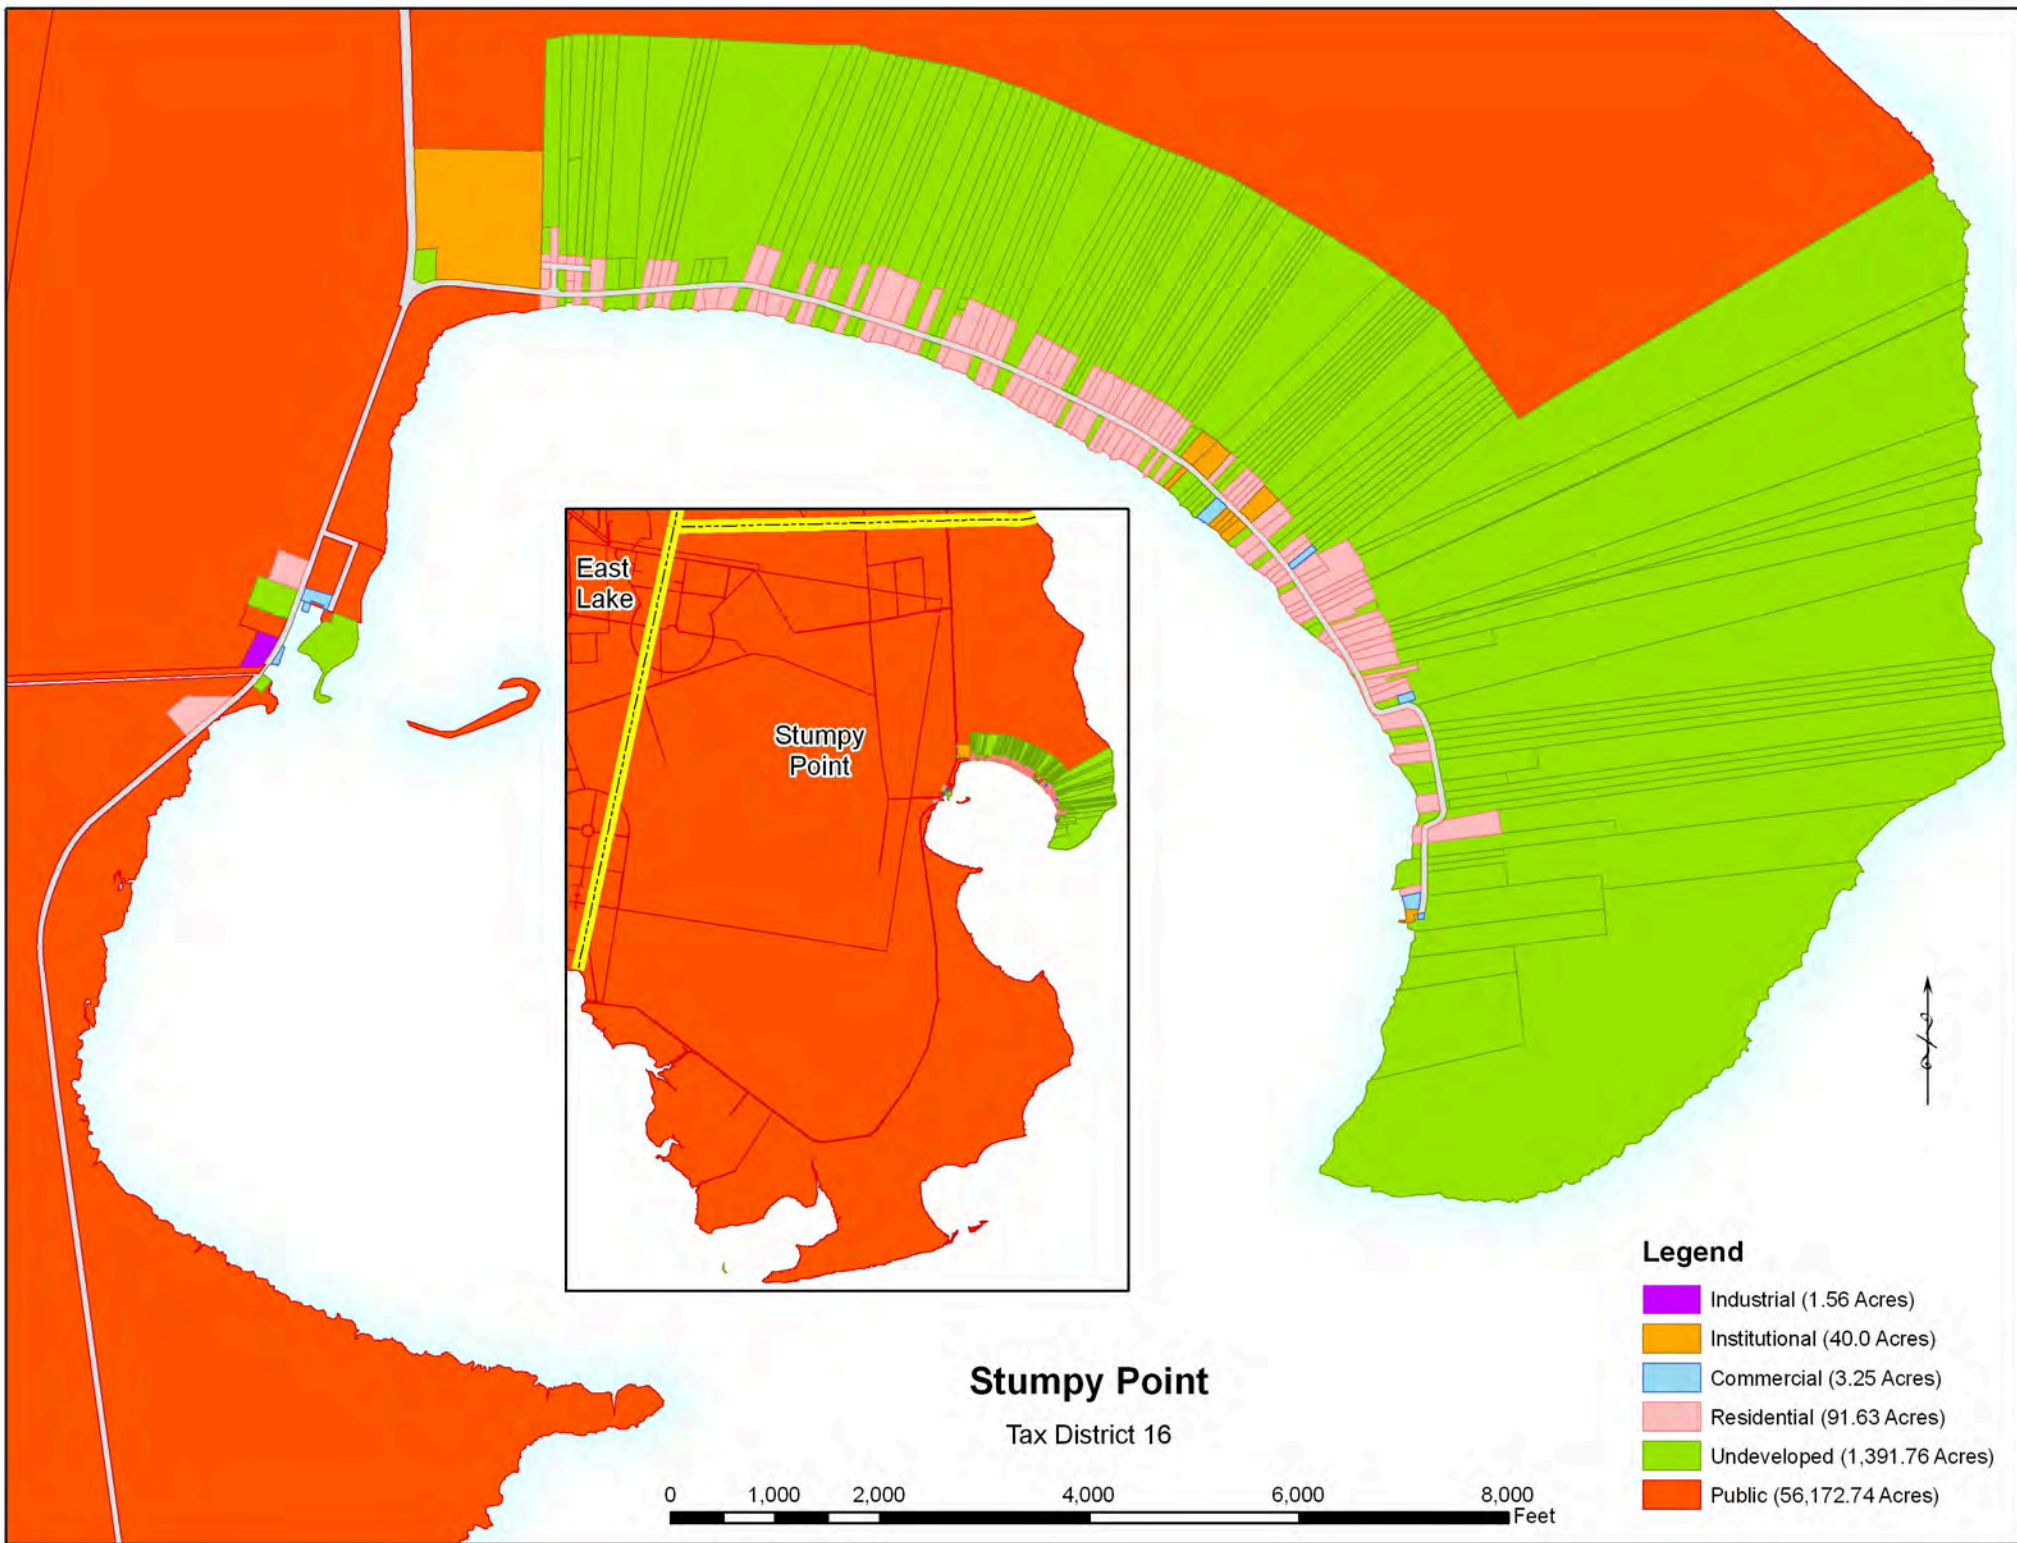 East
Lake
Stumpy
Point
Legend
Industrial (1.56 Acres)
Institutional (40.0 Acres)
Commercial (3.25 Acres)
Residential (91.63 Acres)
Undeveloped (1,391.76 Acres)
Public (56,172.74 Acres)
Stumpy Point
Tax District 16
0 1,000 2,000 4,000 6,000 8,000
Feet